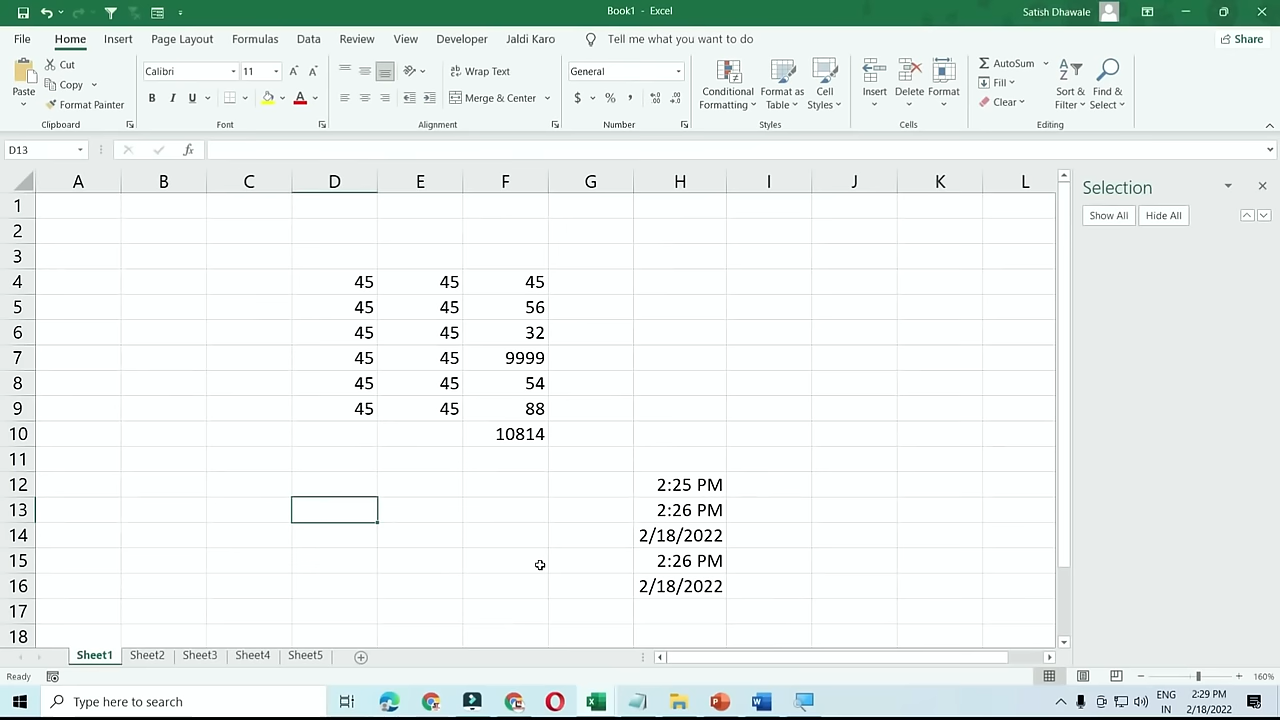 Book1 - Excel
Satish Dhawale
File Home Insert Page Layout Formulas Data Review View Developer Jaldi Karo Tell me what you want to do Share
Paste
Cut
Copy
Format Painter
Clipboard
Calibri 11
B I U
Font
Wrap Text
Merge & Center
Alignment
General
$ % ,
Number
Conditional Formatting
Format as Table
Cell Styles
Styles
Insert Delete Format
Cells
AutoSum
Fill
Clear
Sort & Filter
Find & Select
Editing
D13 fx
A B C D E F G H I J K L
1
2
3
4 45 45 45
5 45 45 56
6 45 45 32
7 45 45 9999
8 45 45 54
9 45 45 88
10 10814
11
12 2:25 PM
13 2:26 PM
14 2/18/2022
15 2:26 PM
16 2/18/2022
17
18
Selection
Show All Hide All
Sheet1 Sheet2 Sheet3 Sheet4 Sheet5
Ready 160%
Type here to search
ENG
IN
2:29 PM
2/18/2022